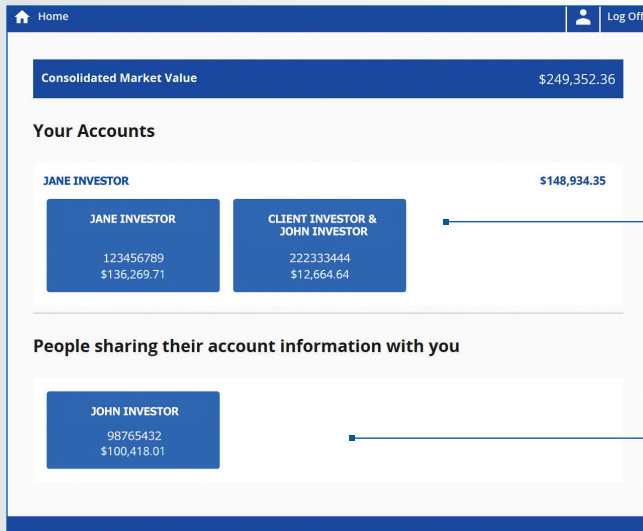 Home
Log Off
Consolidated Market Value
$249,352.36
Your Accounts
JANE INVESTOR
$148,934.35
JANE INVESTOR
123456789
$136,269.71
CLIENT INVESTOR &
JOHN INVESTOR
222333444
$12,664.64
People sharing their account information with you
JOHN INVESTOR
98765432
$100,418.01